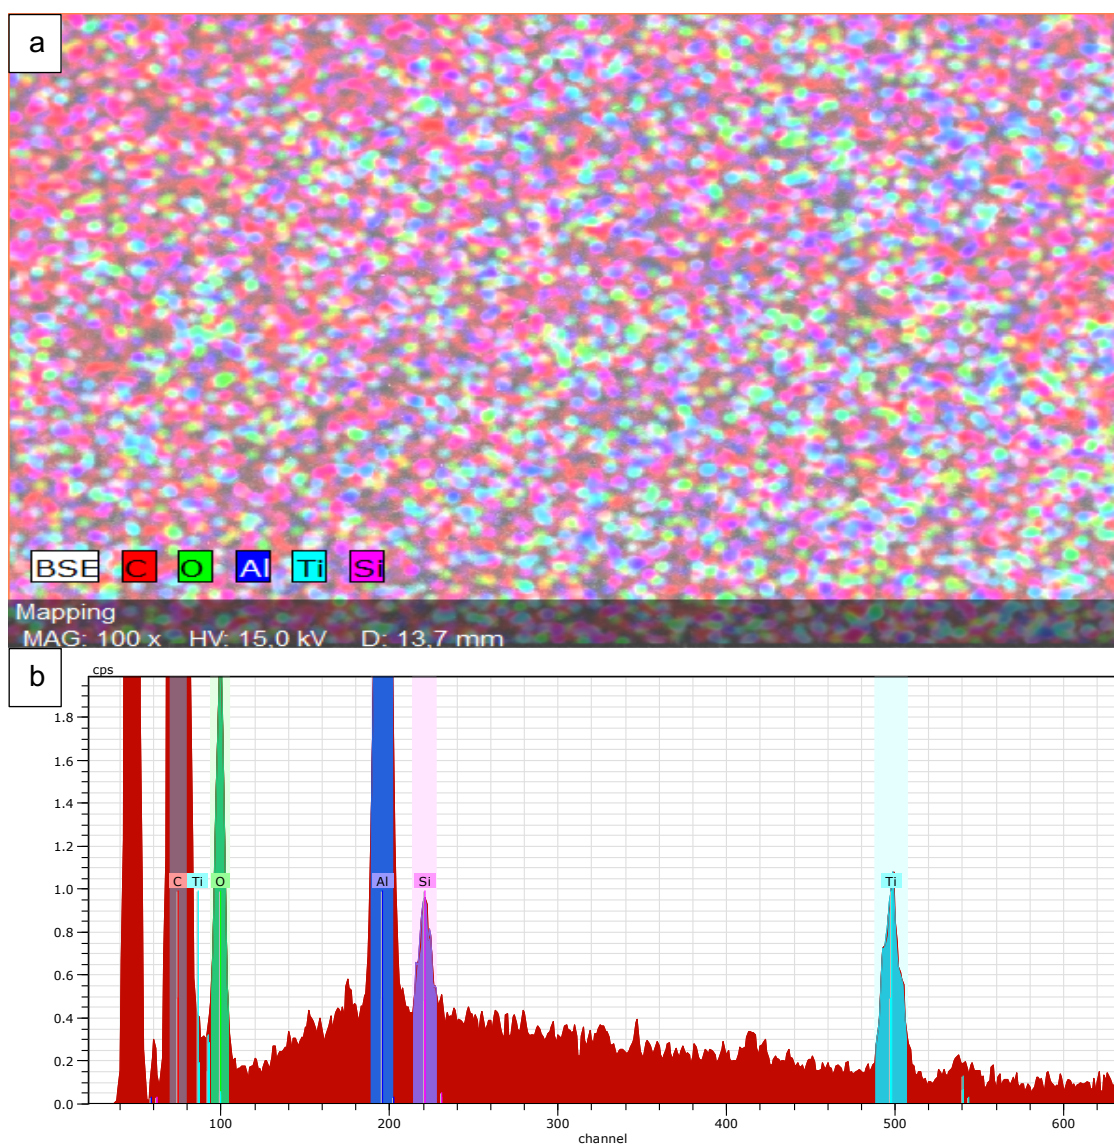 a
BSE C O Al Ti Si
Mapping
MAG: 100 x HV: 15,0 kV D: 13,7 mm
b
cps
1.8
1.6
1.4
1.2
1.0
0.8
0.6
0.4
0.2
0.0
C Ti O Al Si Ti
100 200 300 400 500 600
channel